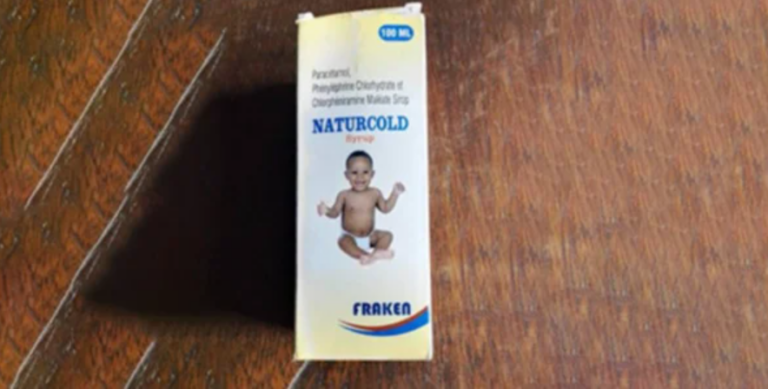 100 ML
Paracetamol,
Phenylephrine Chlorhydrate et
Chlorpheniramine Maleate Sirop
NATURCOLD
Syrup
FRAKEN